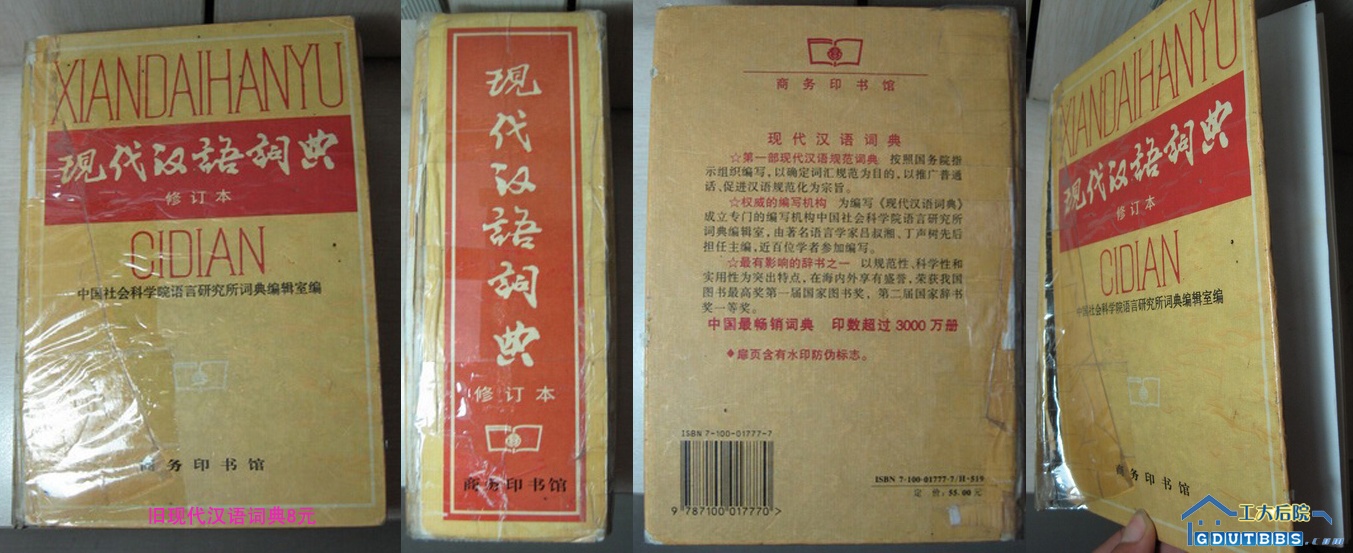 XIANDAIHANYU
现代汉语词典
修订本
CIDIAN
中国社会科学院语言研究所词典编辑室编
商务印书馆
旧现代汉语词典8元
现代汉语词典
修订本
商务印书馆
商务印书馆
现代汉语词典
☆第一部现代汉语规范词典 按照国务院指
示组织编写,以确定词汇规范为目的,以推广普通
话、促进汉语规范化为宗旨。
☆权威的编写机构 为编写《现代汉语词典》
成立专门的编写机构中国社会科学院语言研究所
词典编辑室,由著名语言学家吕叔湘、丁声树先后
担任主编,近百位学者参加编写。
☆最有影响的辞书之一 以规范性、科学性和
实用性为突出特点,在海内外享有盛誉,荣获我国
图书最高奖第一届国家图书奖,第二届国家辞书
奖一等奖。
中国最畅销词典 印数超过3000万册
◆扉页含有水印防伪标志。
ISBN 7-100-01777-7
9 787100 017770 >
ISBN 7-100-01777-7/H·519
定价:55.00元
XIANDAIHANYU
现代汉语词典
修订本
CIDIAN
中国社会科学院语言研究所词典编辑室编
商务印书馆
工大后院
GDUTBBS.com